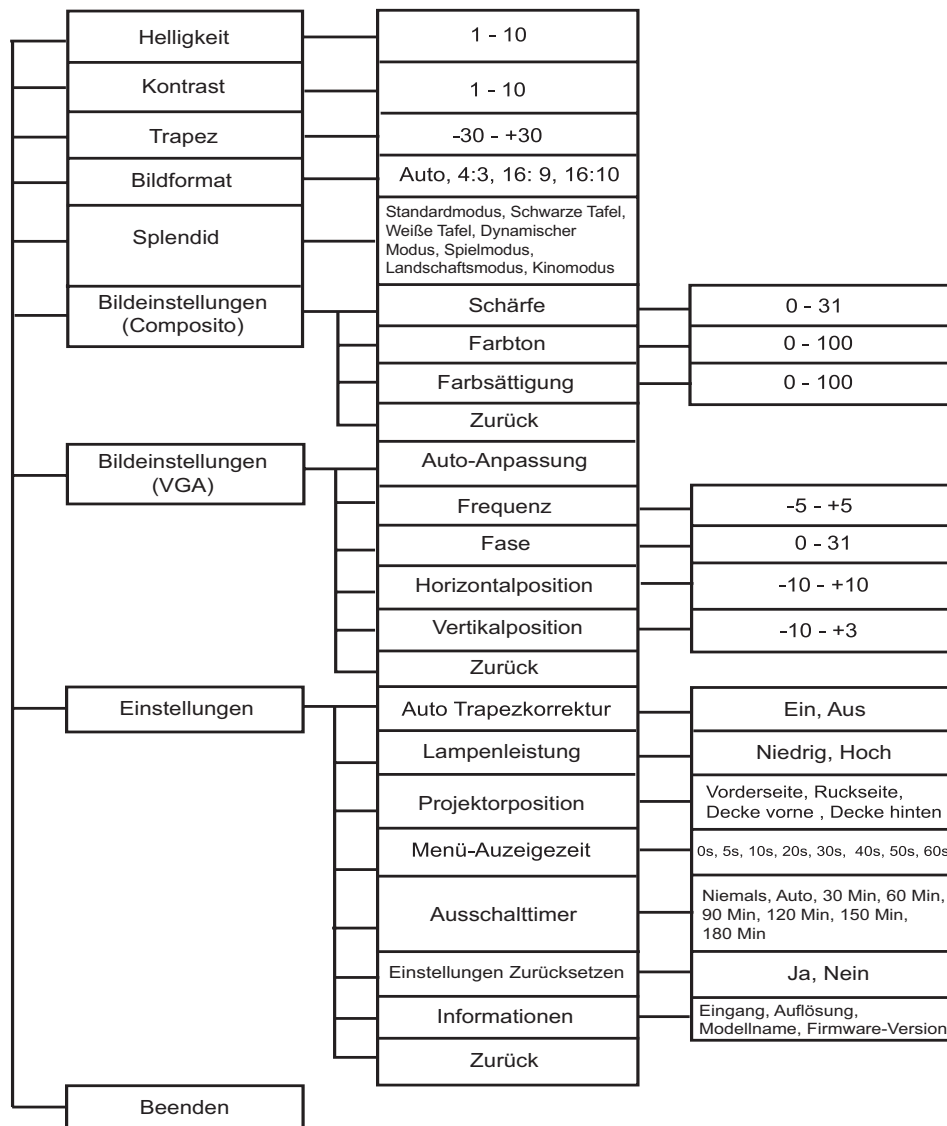 Helligkeit
1 - 10
Kontrast
1 - 10
Trapez
-30 - +30
Bildformat
Auto, 4:3, 16: 9, 16:10
Splendid
Standardmodus, Schwarze Tafel,
Weiße Tafel, Dynamischer
Modus, Spielmodus,
Landschaftsmodus, Kinomodus
Bildeinstellungen
(Composito)
Schärfe
0 - 31
Farbton
0 - 100
Farbsättigung
0 - 100
Zurück
Bildeinstellungen
(VGA)
Auto-Anpassung
Frequenz
-5 - +5
Fase
0 - 31
Horizontalposition
-10 - +10
Vertikalposition
-10 - +3
Zurück
Einstellungen
Auto Trapezkorrektur
Ein, Aus
Lampenleistung
Niedrig, Hoch
Projektorposition
Vorderseite, Ruckseite,
Decke vorne , Decke hinten
Menü-Auzeigezeit
0s, 5s, 10s, 20s, 30s, 40s, 50s, 60s
Ausschalttimer
Niemals, Auto, 30 Min, 60 Min,
90 Min, 120 Min, 150 Min,
180 Min
Einstellungen Zurücksetzen
Ja, Nein
Informationen
Eingang, Auflösung,
Modellname, Firmware-Version
Zurück
Beenden